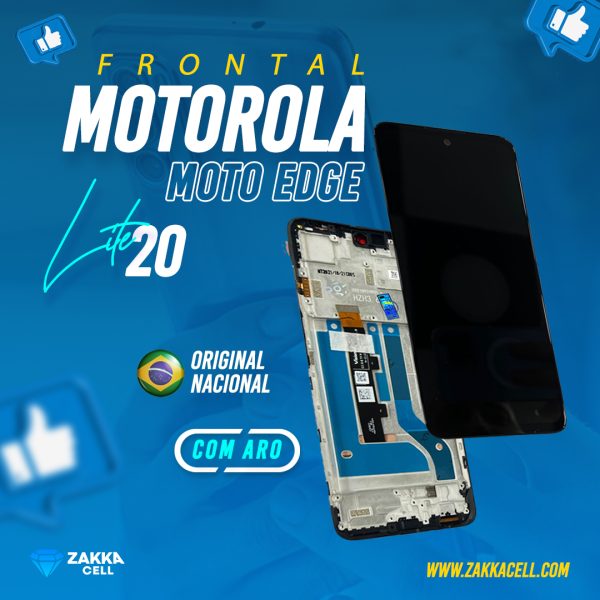 FRONTAL
MOTOROLA
MOTO EDGE
Lite 20
ORIGINAL
NACIONAL
COM ARO
ZAKKA
CELL
WWW.ZAKKACELL.COM